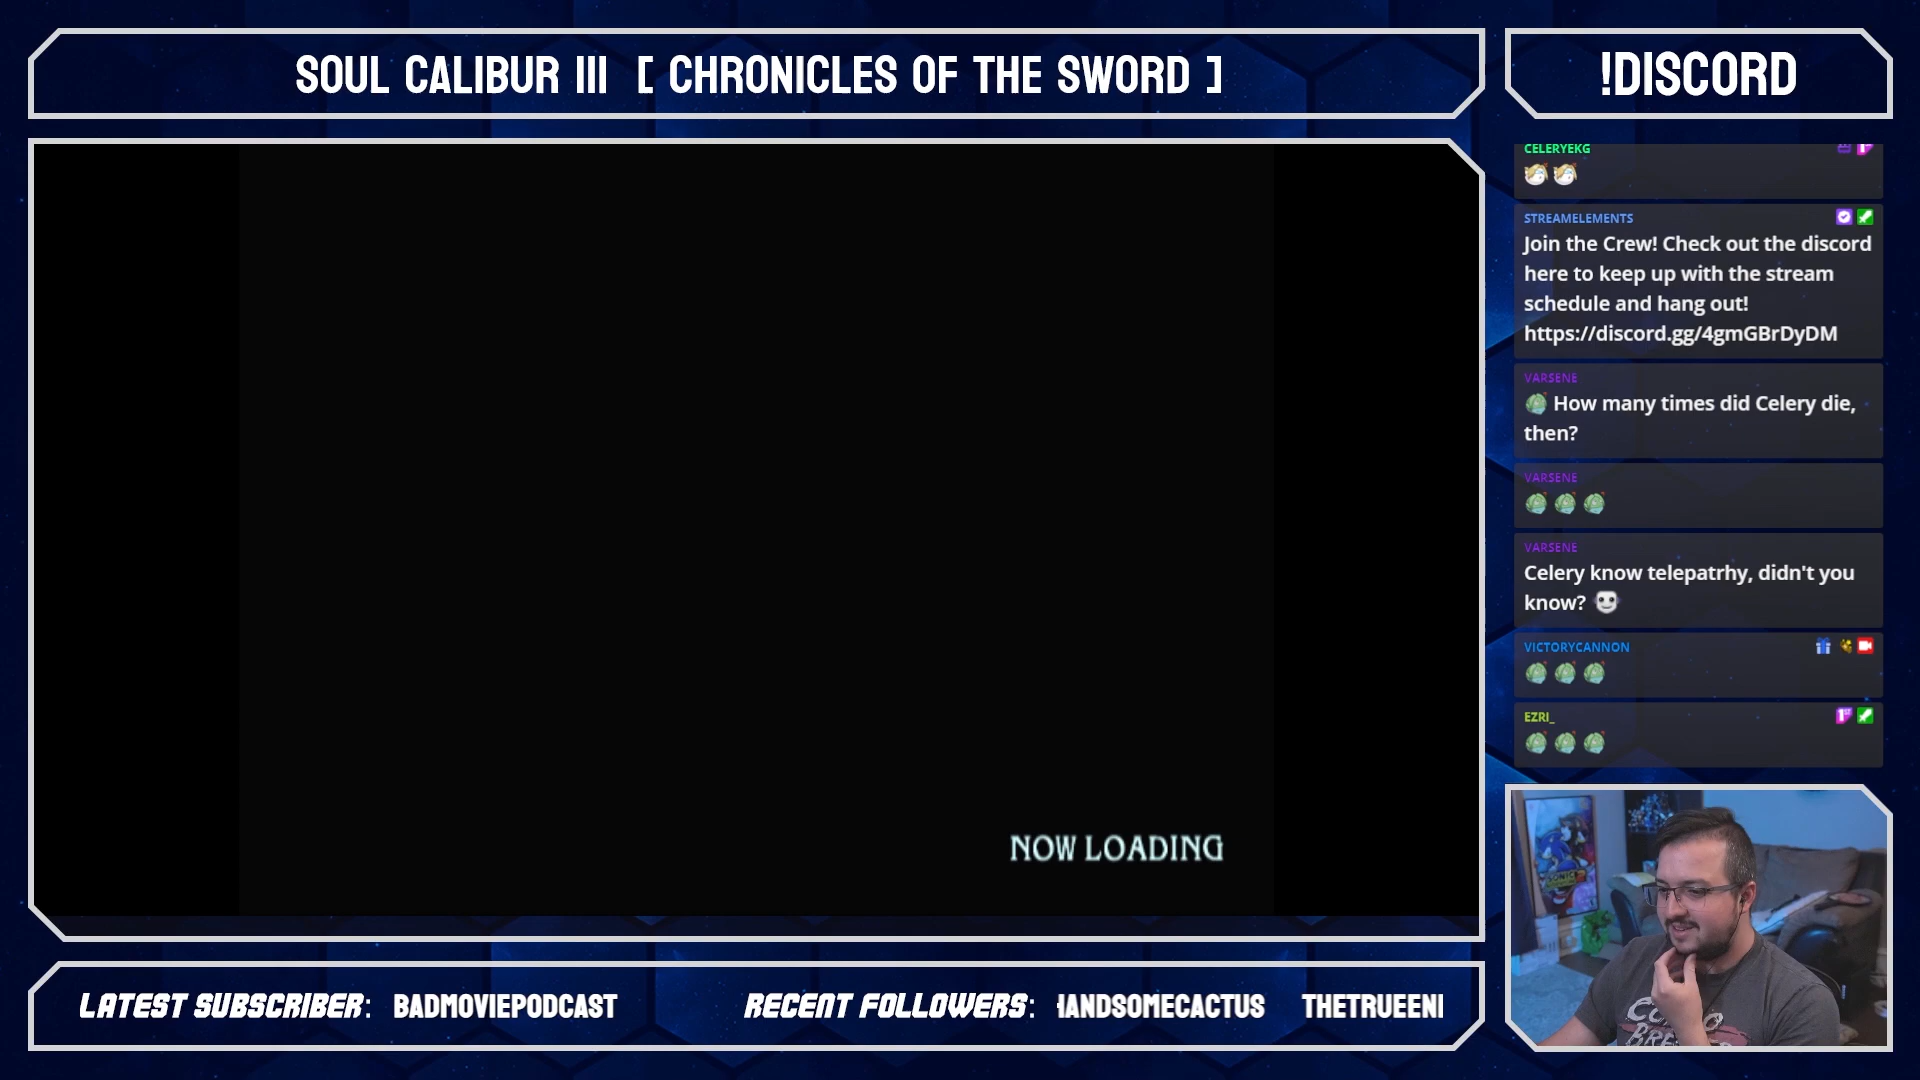 SOUL CALIBUR III [ CHRONICLES OF THE SWORD ]
!DISCORD
CELERYEKG
STREAMELEMENTS
Join the Crew! Check out the discord
here to keep up with the stream
schedule and hang out!
https://discord.gg/4gmGBrDyDM
VARSENE
How many times did Celery die,
then?
VARSENE
VARSENE
Celery know telepatrhy, didn't you
know?
VICTORYCANNON
EZRI_
NOW LOADING
LATEST SUBSCRIBER: BADMOVIEPODCAST
RECENT FOLLOWERS: HANDSOMECACTUS THETRUEENI